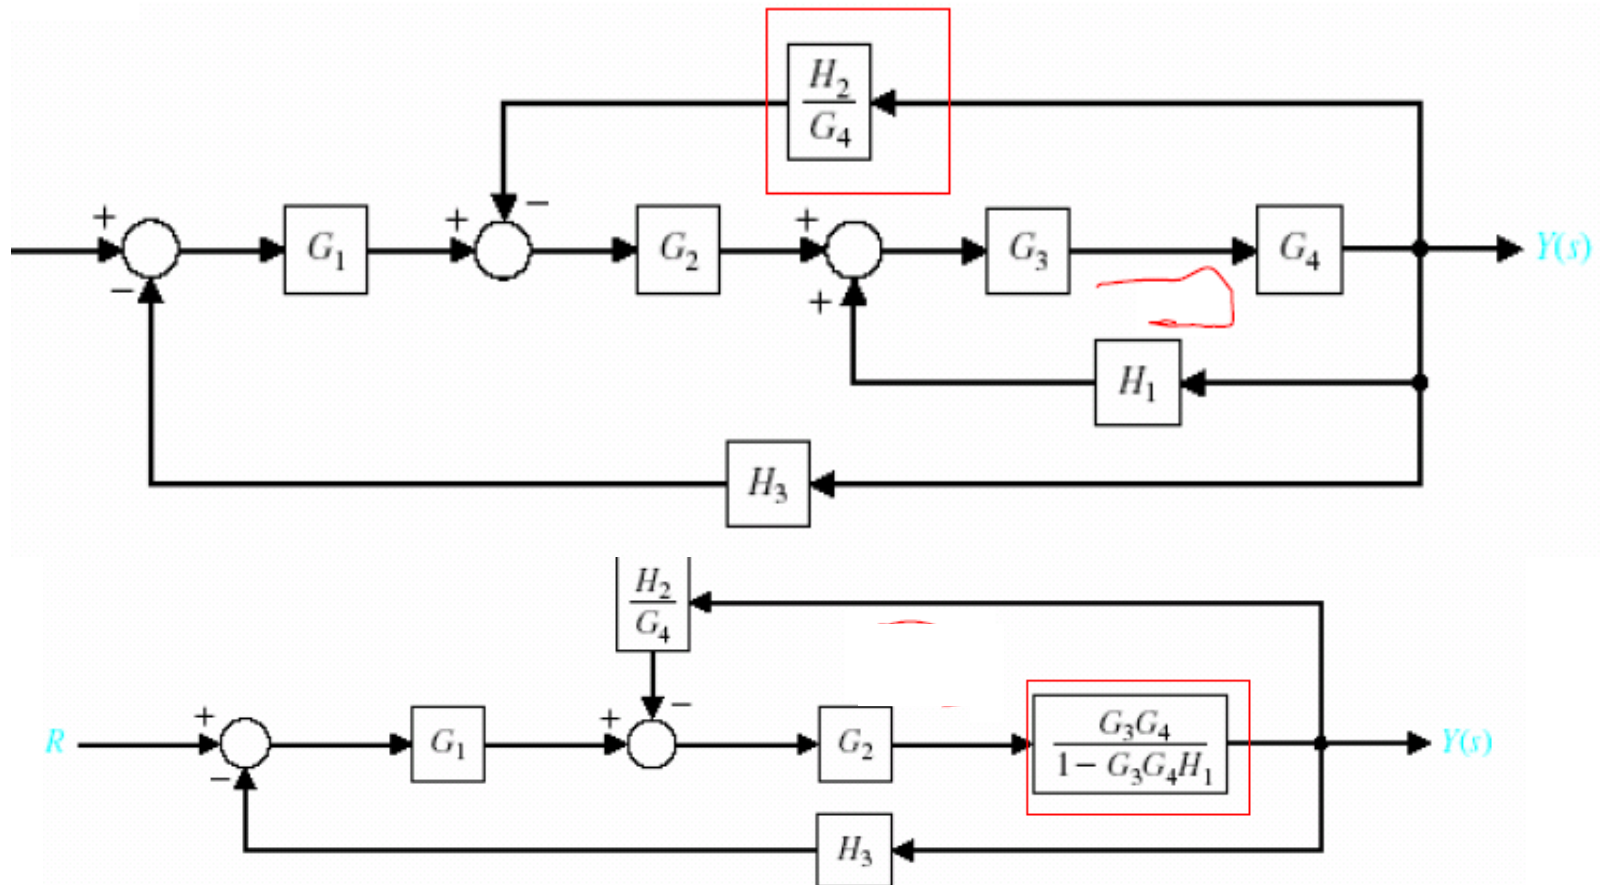 H₂
G₄
+ − + − + +
G₁ G₂ G₃ G₄ Y(s)
H₁
H₃
H₂
G₄
+ − + −
R G₁ G₂ G₃G₄ Y(s)
1 − G₃G₄H₁
H₃